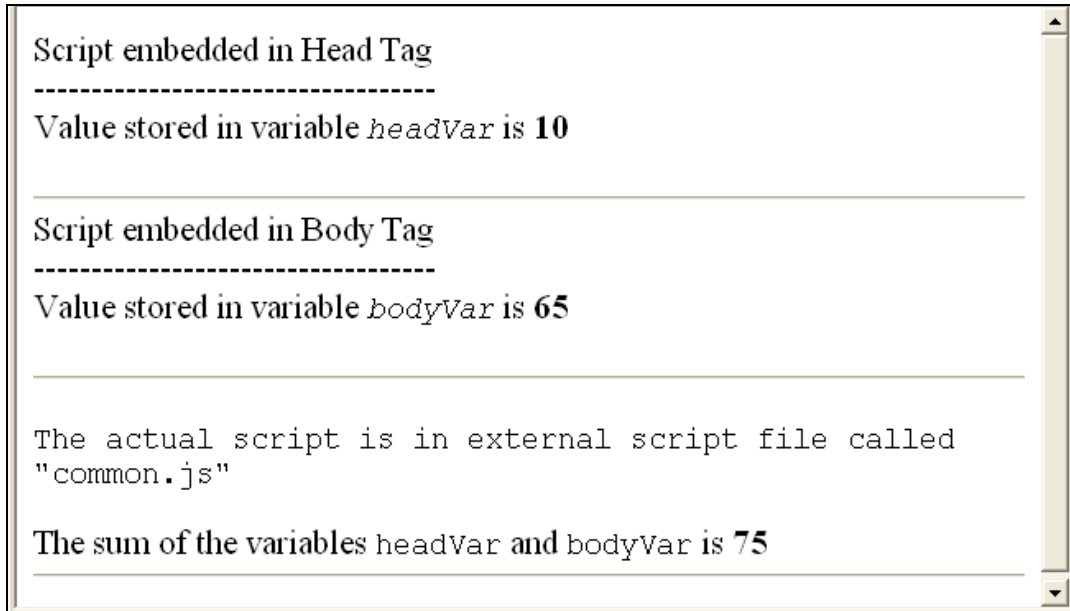 Script embedded in Head Tag
-----------------------------------
Value stored in variable headVar is 10
Script embedded in Body Tag
-----------------------------------
Value stored in variable bodyVar is 65
The actual script is in external script file called
"common.js"
The sum of the variables headVar and bodyVar is 75